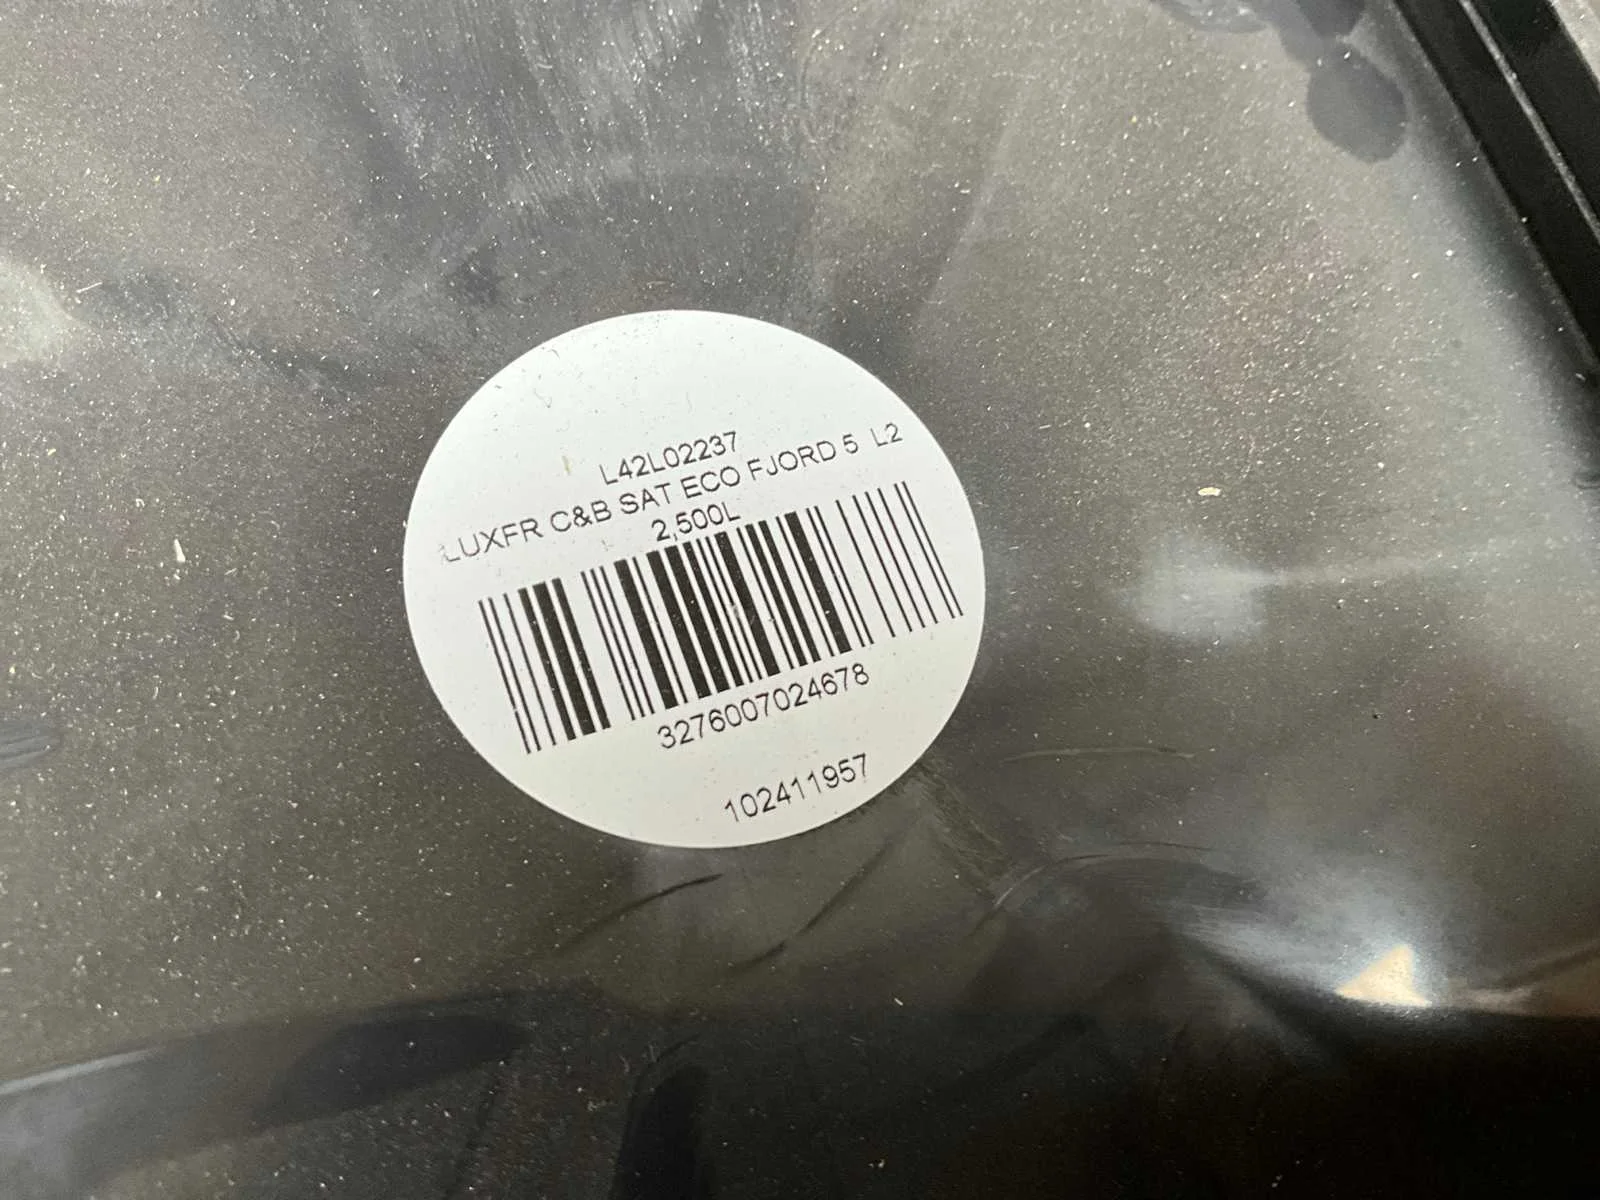 L42L02237
LUXFR C&B SAT ECO FJORD 5 L2
2,500L
3276007024678
102411957